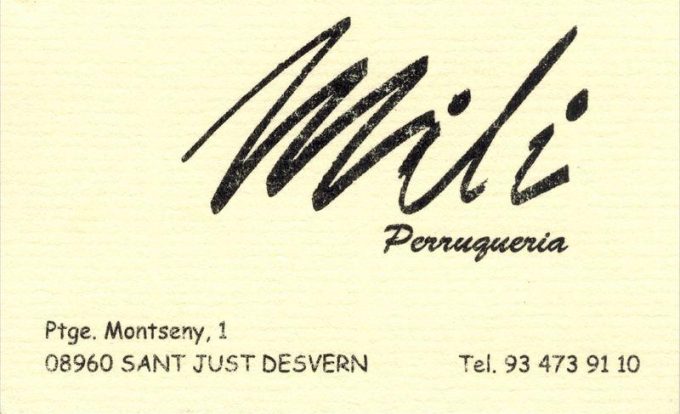 Mili
Perruqueria
Ptge. Montseny, 1
08960 SANT JUST DESVERN
Tel. 93 473 91 10